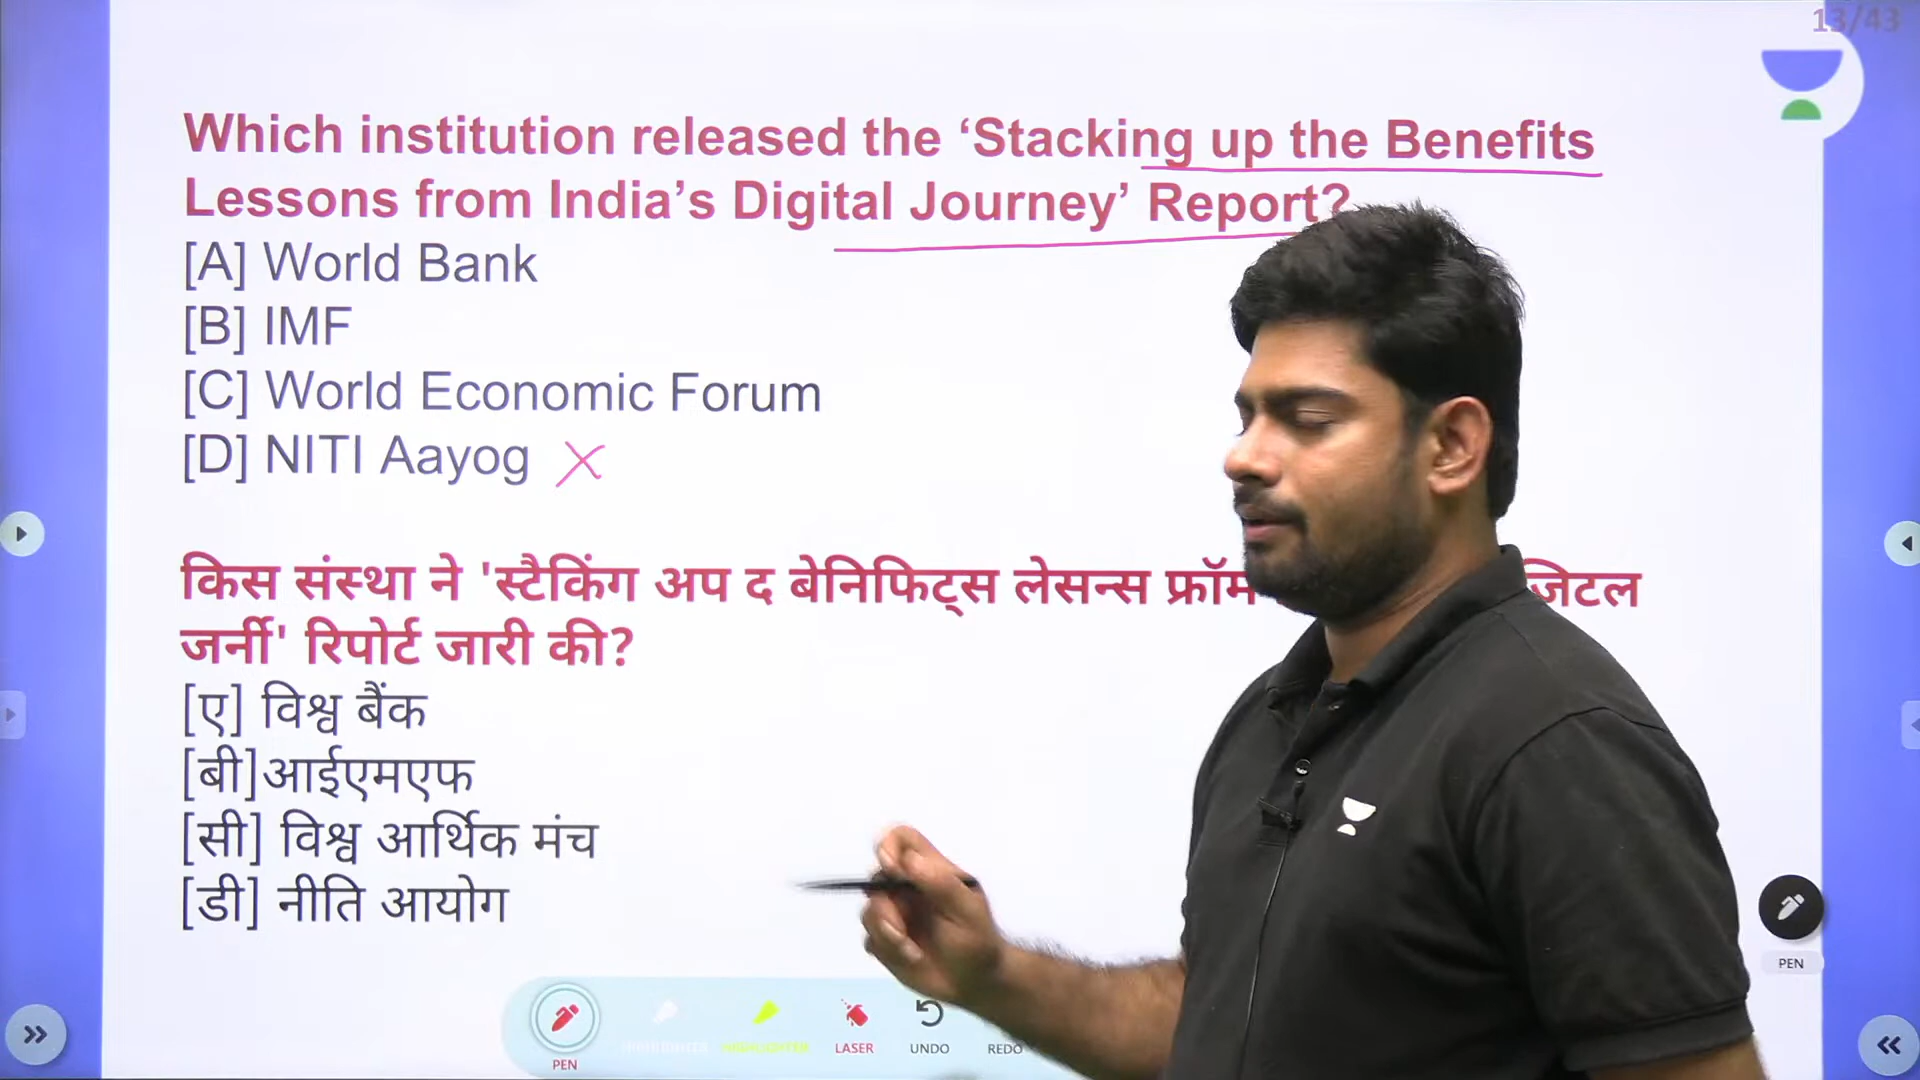 13/43
Which institution released the ‘Stacking up the Benefits
Lessons from India’s Digital Journey’ Report?
[A] World Bank
[B] IMF
[C] World Economic Forum
[D] NITI Aayog
किस संस्था ने 'स्टैकिंग अप द बेनिफिट्स लेसन्स फ्रॉम जिटल
जर्नी' रिपोर्ट जारी की?
[ए] विश्व बैंक
[बी]आईएमएफ
[सी] विश्व आर्थिक मंच
[डी] नीति आयोग
PEN
HIGHLIGHTER LASER UNDO REDO
PEN